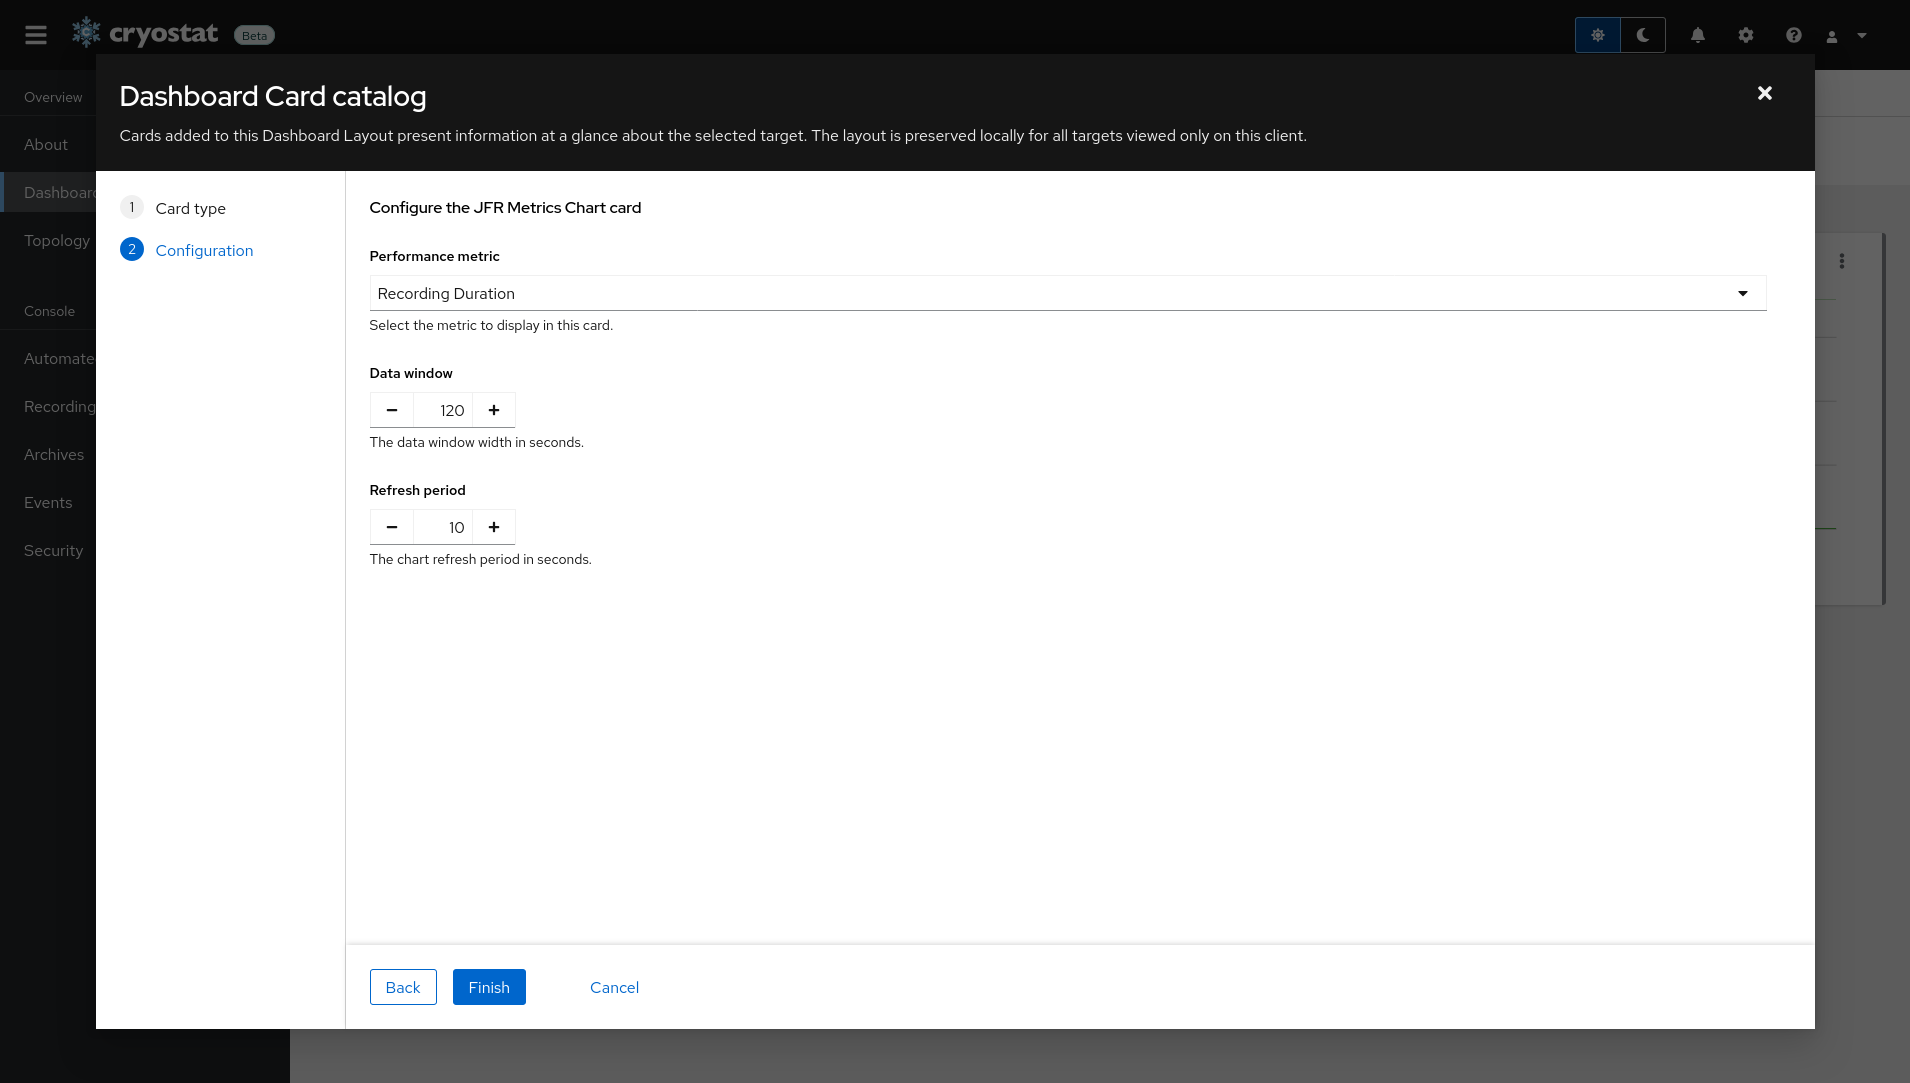 cryostat Beta
Dashboard Card catalog
Cards added to this Dashboard Layout present information at a glance about the selected target. The layout is preserved locally for all targets viewed only on this client.
Overview
About
Dashboard
Topology
Console
Automate
Recording
Archives
Events
Security
1 Card type
2 Configuration
Configure the JFR Metrics Chart card
Performance metric
Recording Duration
Select the metric to display in this card.
Data window
120
The data window width in seconds.
Refresh period
10
The chart refresh period in seconds.
Back Finish Cancel